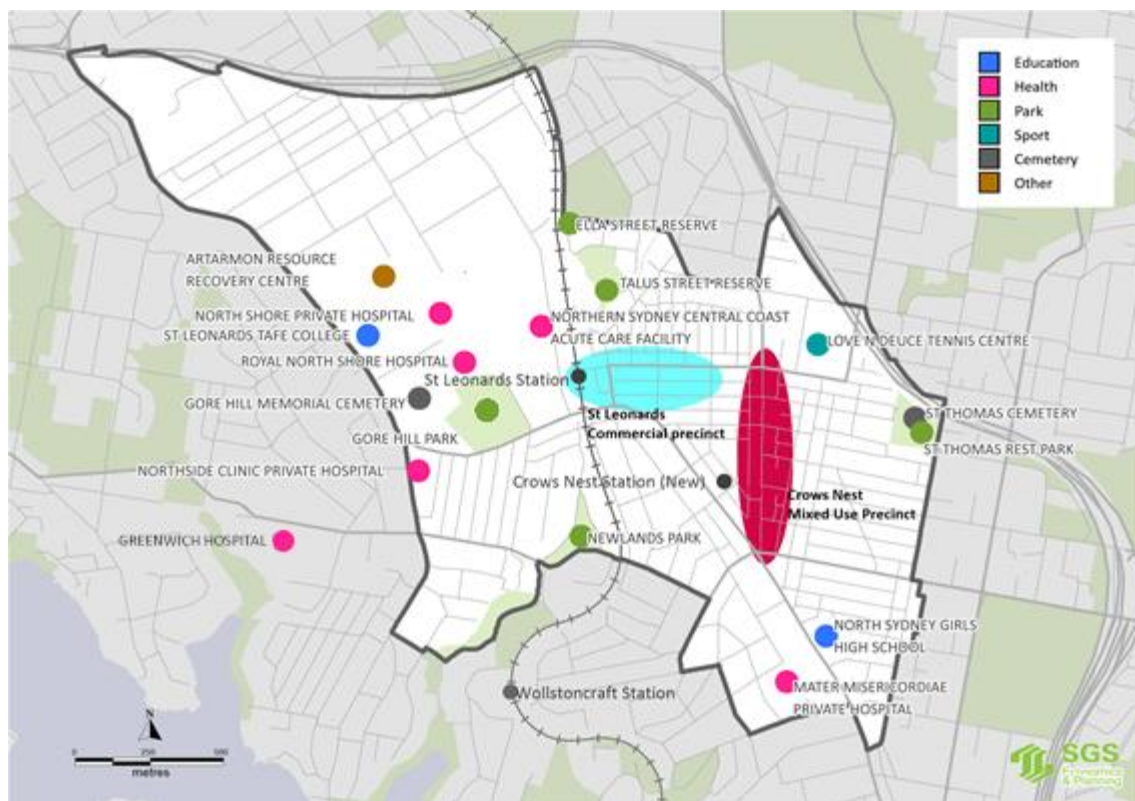 Education
Health
Park
Sport
Cemetery
Other
ELLA STREET RESERVE
ARTARMON RESOURCE
RECOVERY CENTRE
TALUS STREET RESERVE
NORTH SHORE PRIVATE HOSPITAL
NORTHERN SYDNEY CENTRAL COAST
ACUTE CARE FACILITY
ST LEONARDS TAFE COLLEGE
LOVE N DEUCE TENNIS CENTRE
ROYAL NORTH SHORE HOSPITAL
St Leonards Station
GORE HILL MEMORIAL CEMETERY
St Leonards
Commercial precinct
ST THOMAS CEMETERY
GORE HILL PARK
ST THOMAS REST PARK
NORTHSIDE CLINIC PRIVATE HOSPITAL
Crows Nest Station (New)
Crows Nest
Mixed Use Precinct
GREENWICH HOSPITAL
NEWLANDS PARK
NORTH SYDNEY GIRLS
HIGH SCHOOL
Wollstoncraft Station
MATER MISERICORDIAE
PRIVATE HOSPITAL
N
0 250 500
metres
SGS
Economics
& Planning